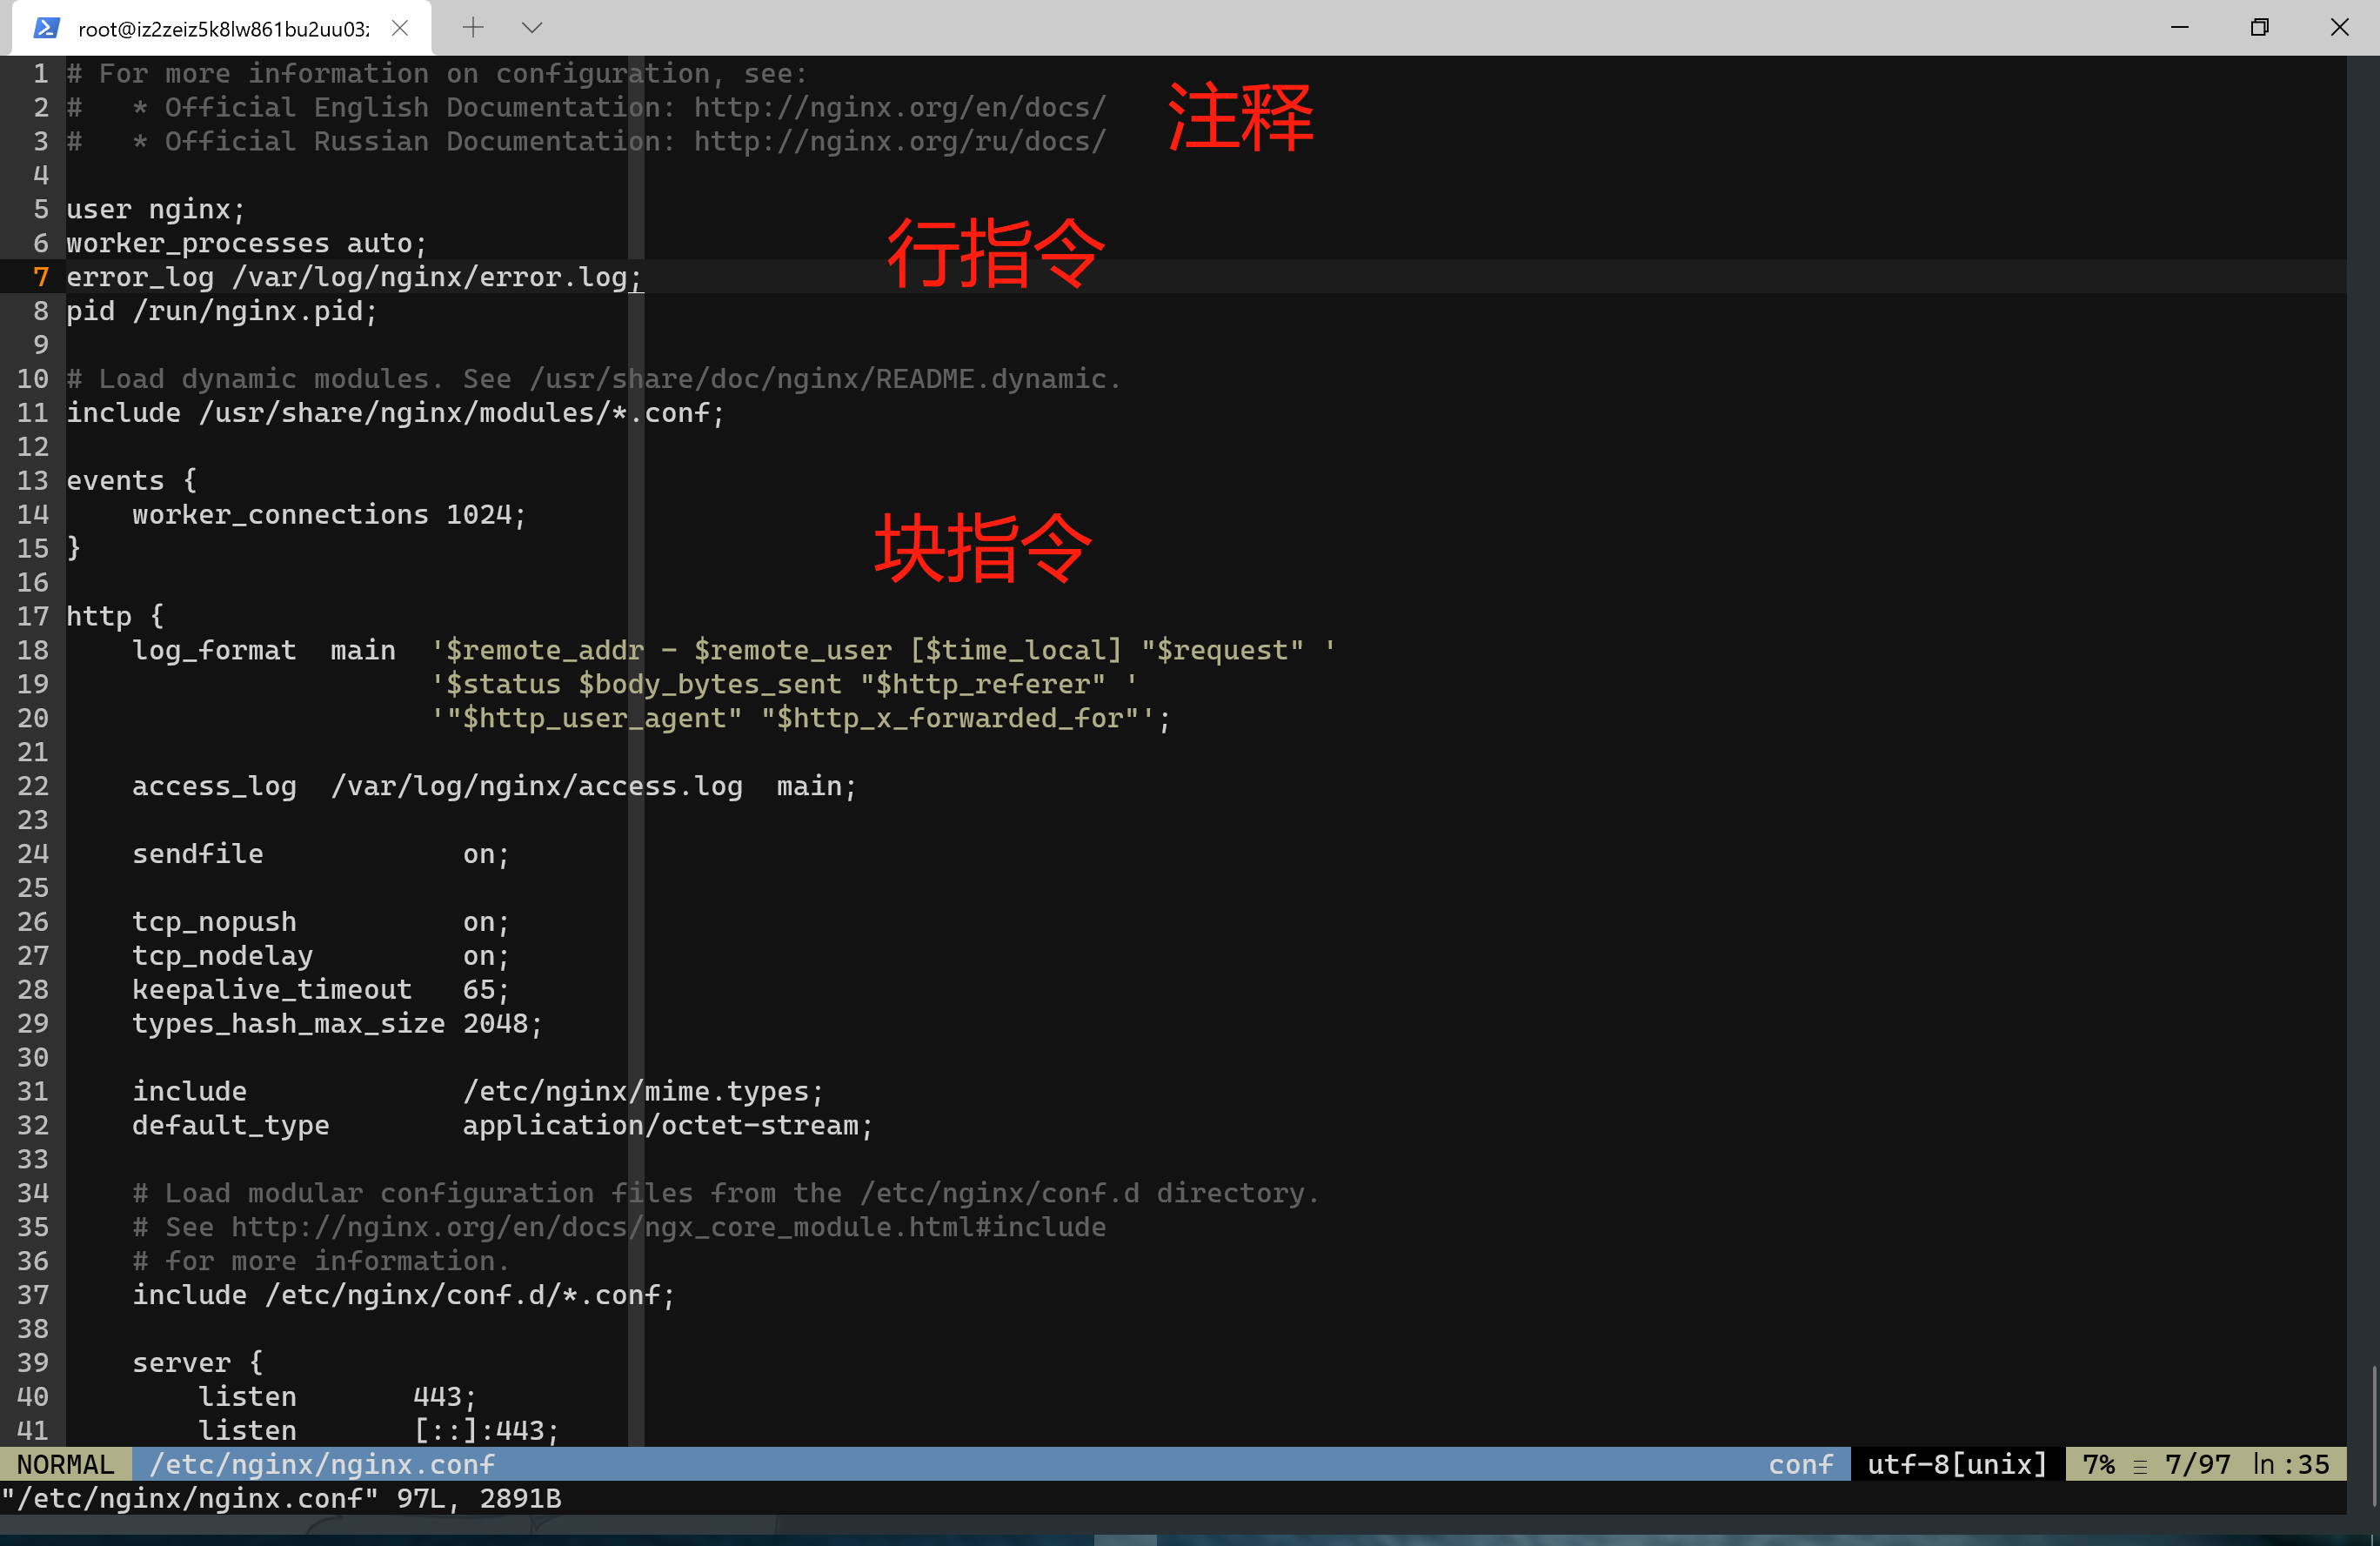 root@iz2zeiz5k8lw861bu2uu03z
1 # For more information on configuration, see:
2 #   * Official English Documentation: http://nginx.org/en/docs/
注释
3 #   * Official Russian Documentation: http://nginx.org/ru/docs/
4
5 user nginx;
6 worker_processes auto;
行指令
7 error_log /var/log/nginx/error.log;
8 pid /run/nginx.pid;
9
10 # Load dynamic modules. See /usr/share/doc/nginx/README.dynamic.
11 include /usr/share/nginx/modules/*.conf;
12
13 events {
14     worker_connections 1024;
块指令
15 }
16
17 http {
18     log_format  main  '$remote_addr - $remote_user [$time_local] "$request" '
19                       '$status $body_bytes_sent "$http_referer" '
20                       '"$http_user_agent" "$http_x_forwarded_for"';
21
22     access_log  /var/log/nginx/access.log  main;
23
24     sendfile            on;
25
26     tcp_nopush          on;
27     tcp_nodelay         on;
28     keepalive_timeout   65;
29     types_hash_max_size 2048;
30
31     include             /etc/nginx/mime.types;
32     default_type        application/octet-stream;
33
34     # Load modular configuration files from the /etc/nginx/conf.d directory.
35     # See http://nginx.org/en/docs/ngx_core_module.html#include
36     # for more information.
37     include /etc/nginx/conf.d/*.conf;
38
39     server {
40         listen       443;
41         listen       [::]:443;
NORMAL /etc/nginx/nginx.conf conf utf-8[unix] 7% ≡ 7/97 ln :35
"/etc/nginx/nginx.conf" 97L, 2891B